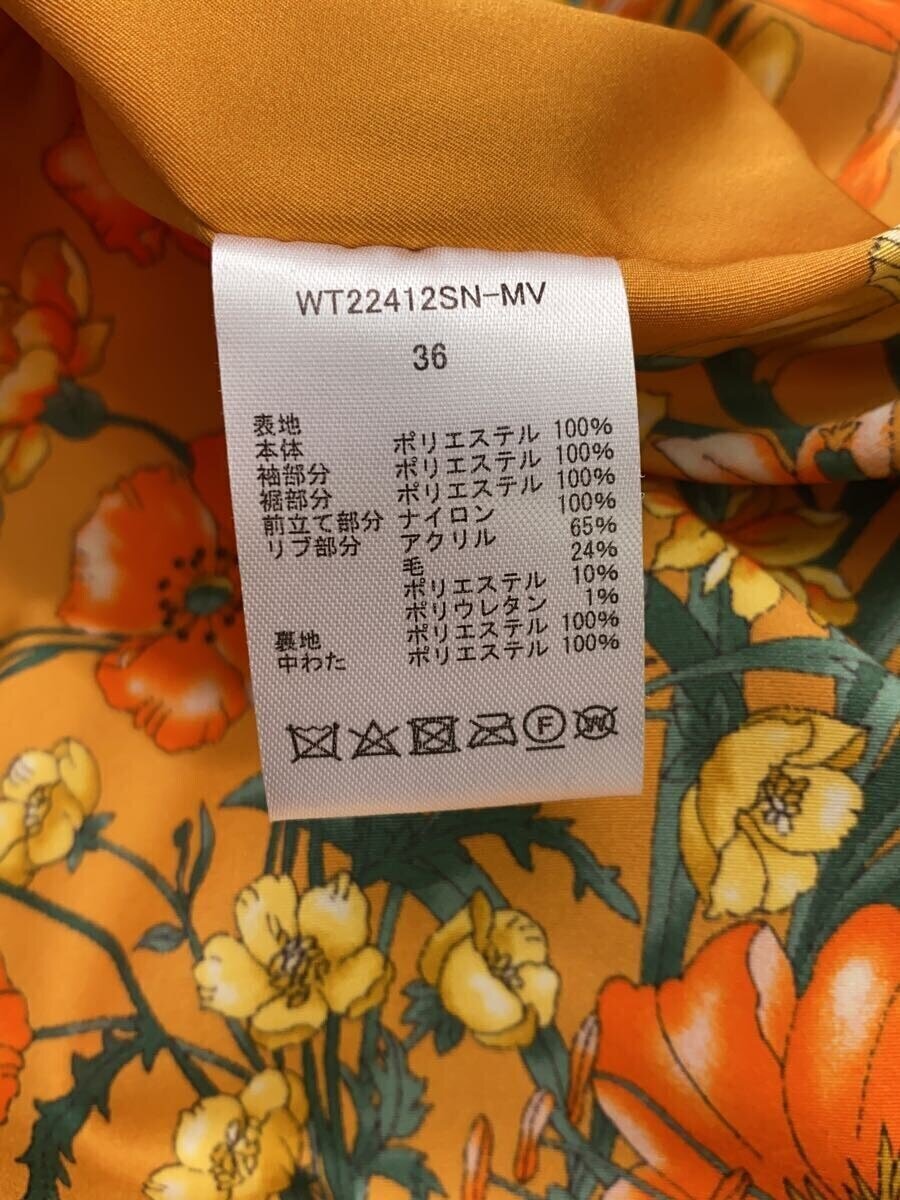 WT22412SN-MV
36
表地
本体 ポリエステル 100%
袖部分 ポリエステル 100%
裾部分 ポリエステル 100%
前立て部分 ナイロン 100%
リブ部分 アクリル 65%
毛 24%
ポリエステル 10%
ポリウレタン 1%
裏地 ポリエステル 100%
中わた ポリエステル 100%
F W